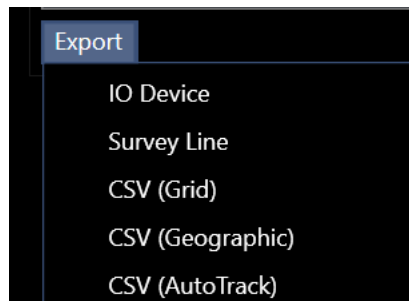 Export
IO Device
Survey Line
CSV (Grid)
CSV (Geographic)
CSV (AutoTrack)